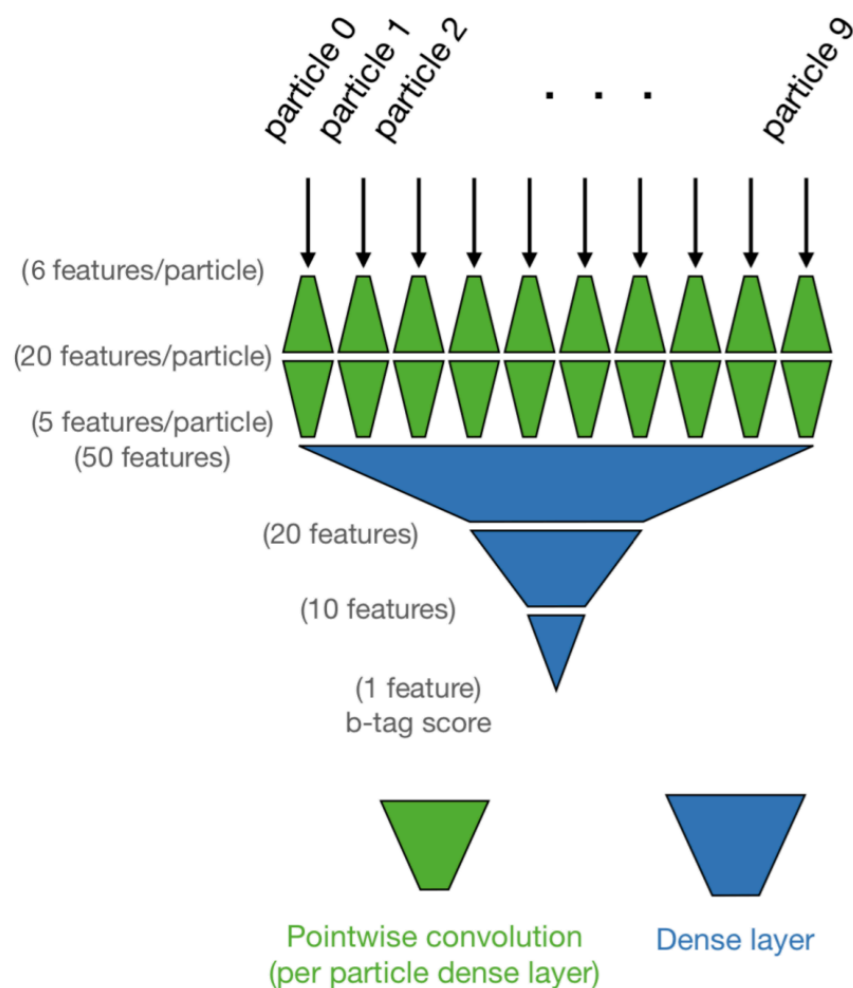 particle 0
particle 1
particle 2
. . .
particle 9
(6 features/particle)
(20 features/particle)
(5 features/particle)
(50 features)
(20 features)
(10 features)
(1 feature)
b-tag score
Pointwise convolution
(per particle dense layer)
Dense layer